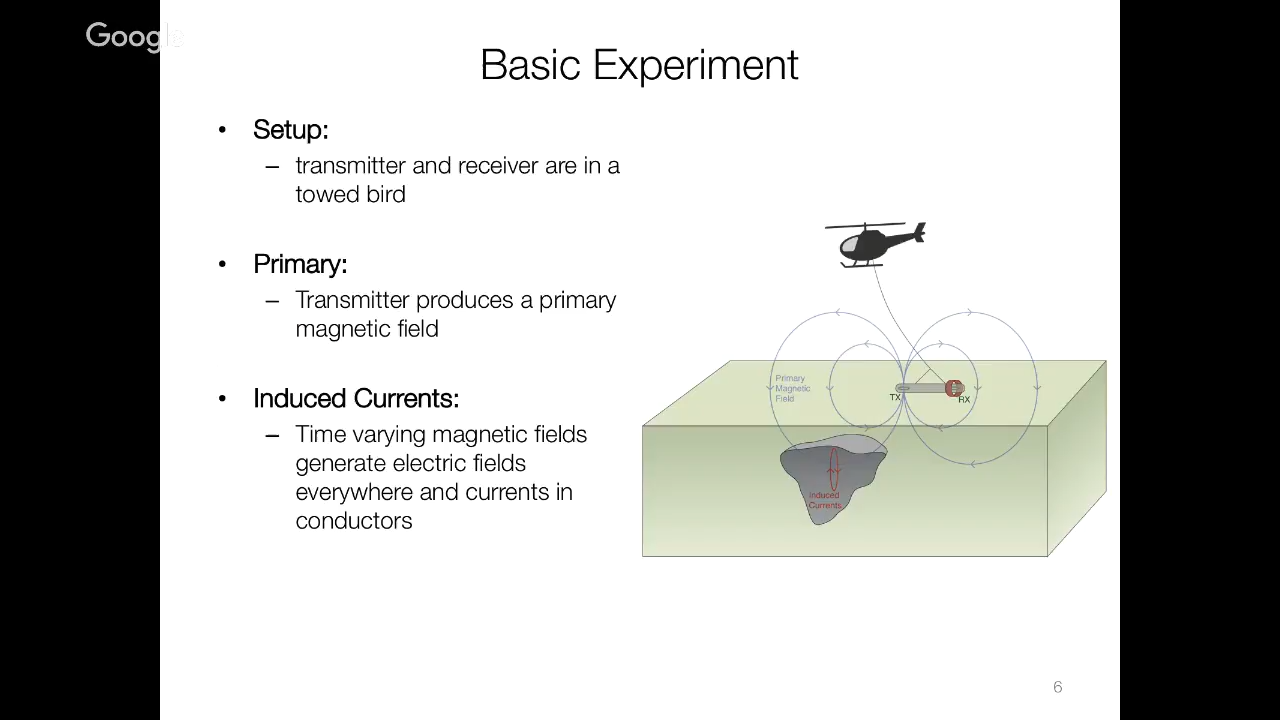 Google
Basic Experiment
• Setup:
– transmitter and receiver are in a
towed bird
• Primary:
– Transmitter produces a primary
magnetic field
• Induced Currents:
– Time varying magnetic fields
generate electric fields
everywhere and currents in
conductors
Primary
Magnetic
Field
TX
RX
Induced
Currents
6